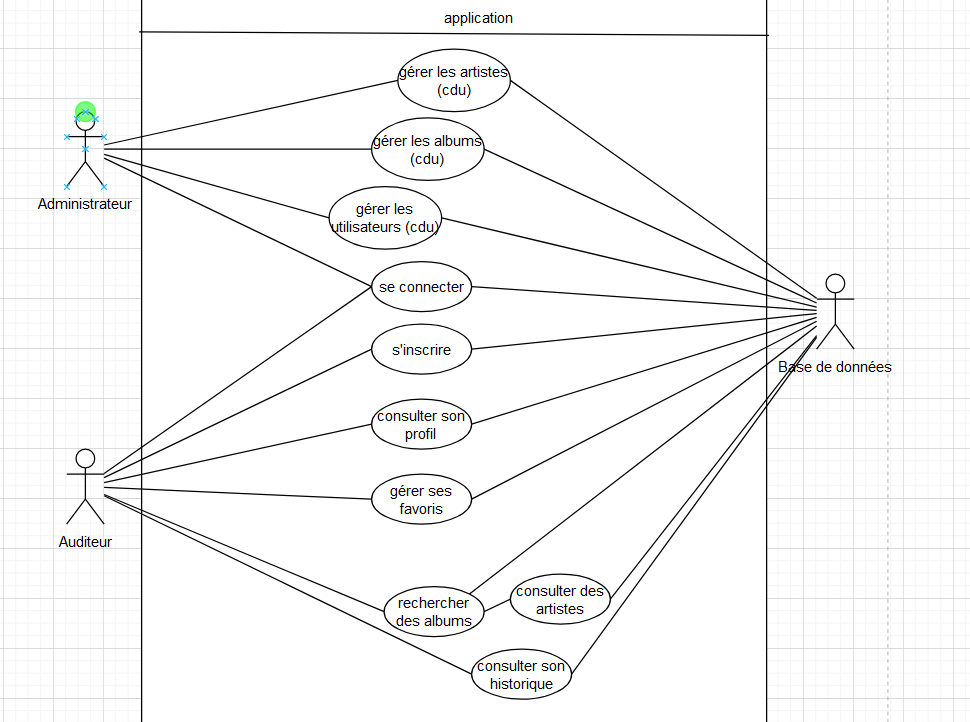 application
gérer les artistes
(cdu)
gérer les albums
(cdu)
Administrateur
gérer les
utilisateurs (cdu)
se connecter
s'inscrire
Base de données
consulter son
profil
gérer ses
favoris
Auditeur
rechercher
des albums
consulter des
artistes
consulter son
historique